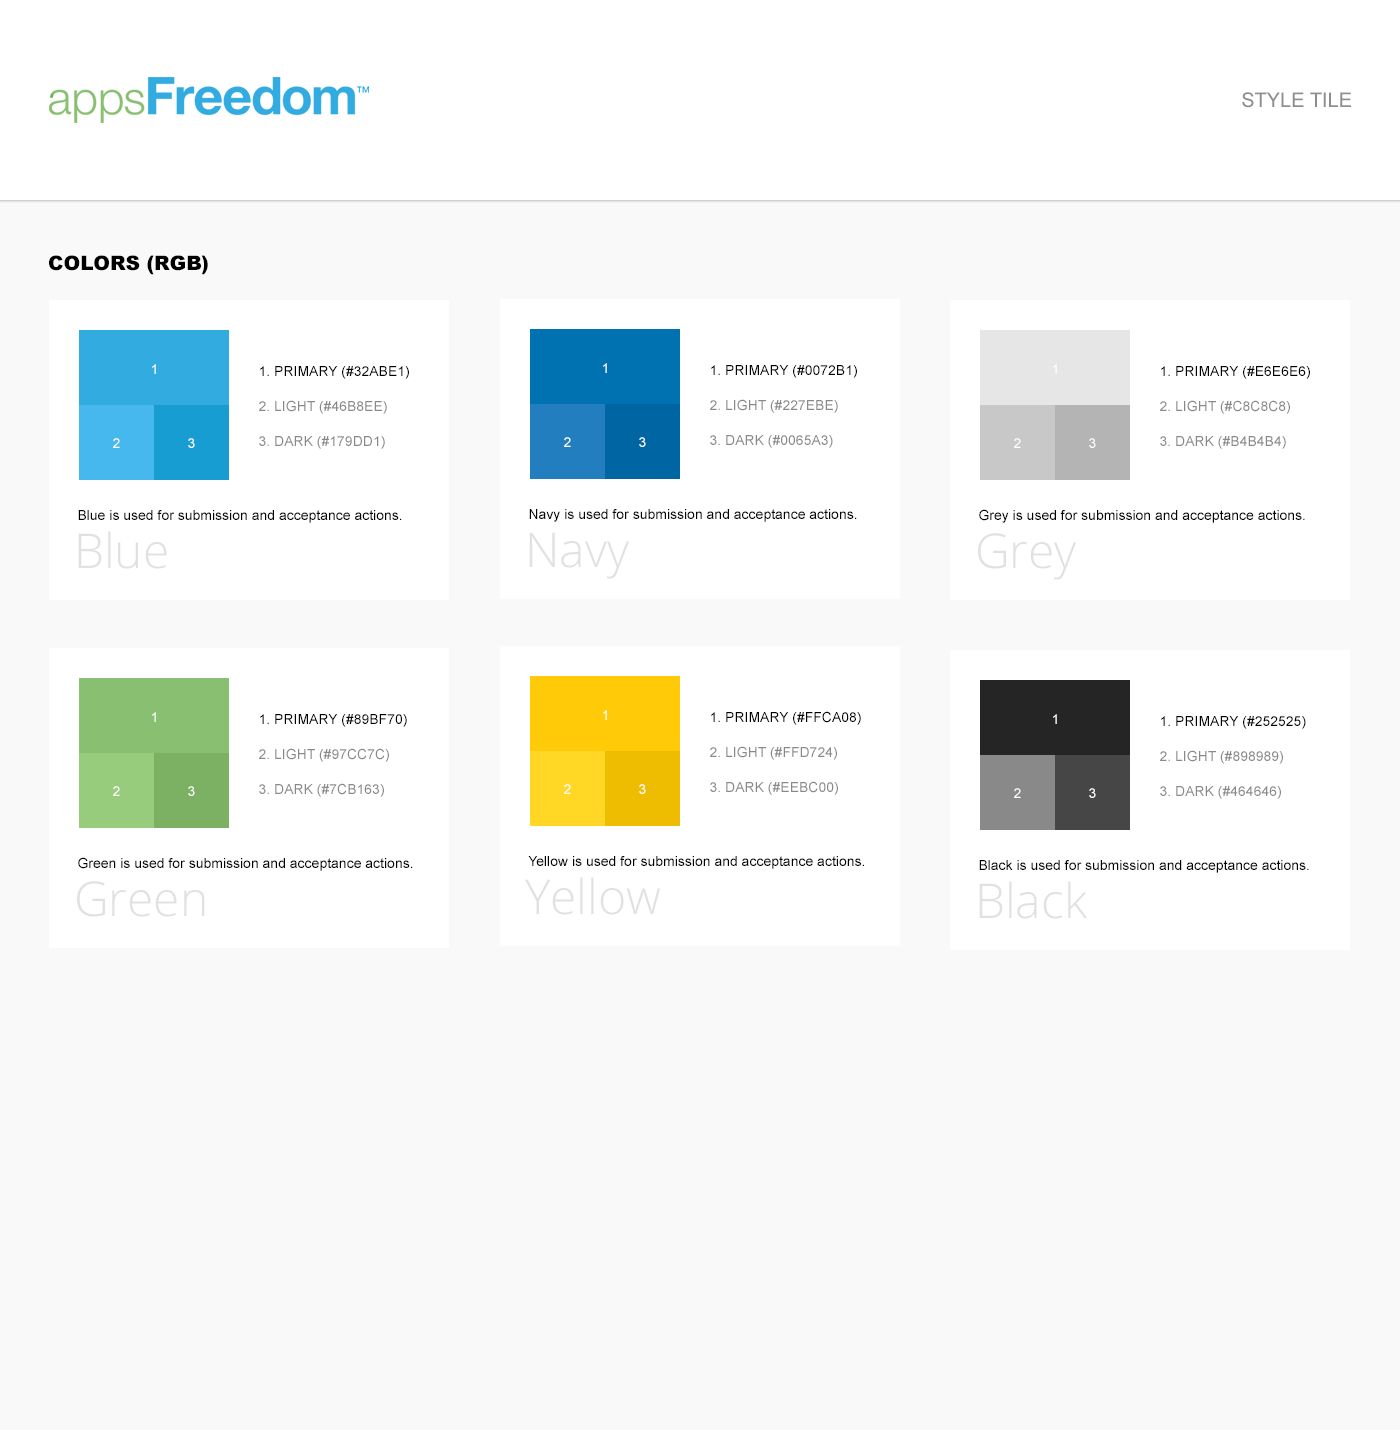 appsFreedom™
STYLE TILE
COLORS (RGB)
1
2
3
1. PRIMARY (#32ABE1)
2. LIGHT (#46B8EE)
3. DARK (#179DD1)
Blue is used for submission and acceptance actions.
Blue
1
2
3
1. PRIMARY (#0072B1)
2. LIGHT (#227EBE)
3. DARK (#0065A3)
Navy is used for submission and acceptance actions.
Navy
1
2
3
1. PRIMARY (#E6E6E6)
2. LIGHT (#C8C8C8)
3. DARK (#B4B4B4)
Grey is used for submission and acceptance actions.
Grey
1
2
3
1. PRIMARY (#89BF70)
2. LIGHT (#97CC7C)
3. DARK (#7CB163)
Green is used for submission and acceptance actions.
Green
1
2
3
1. PRIMARY (#FFCA08)
2. LIGHT (#FFD724)
3. DARK (#EEBC00)
Yellow is used for submission and acceptance actions.
Yellow
1
2
3
1. PRIMARY (#252525)
2. LIGHT (#898989)
3. DARK (#464646)
Black is used for submission and acceptance actions.
Black